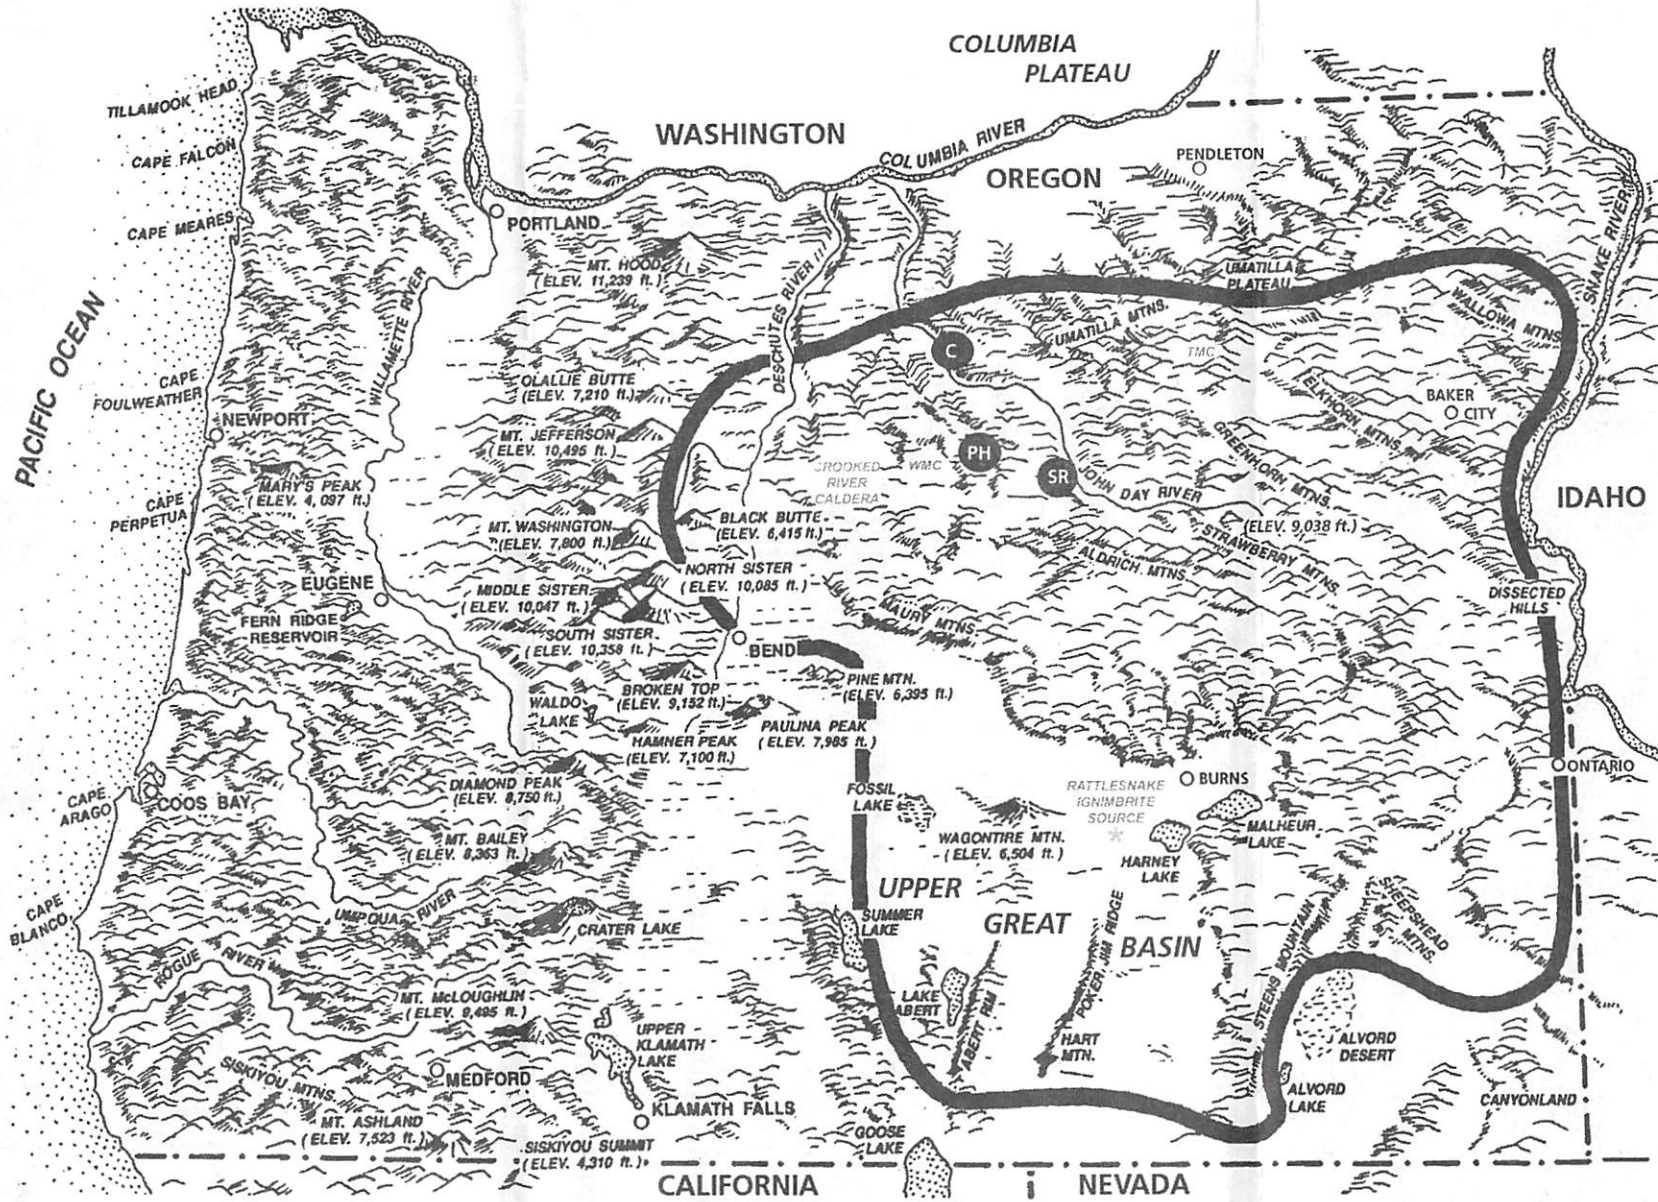 COLUMBIA
PLATEAU
TILLAMOOK HEAD
WASHINGTON
COLUMBIA RIVER
CAPE FALCON
PENDLETON
OREGON
CAPE MEARES
PORTLAND
SNAKE RIVER
MT. HOOD
(ELEV. 11,239 ft.)
DESCHUTES RIVER
UMATILLA
PLATEAU
WILLAMETTE RIVER
PACIFIC OCEAN
UMATILLA MTNS.
WALLOWA MTNS.
C
TMC
CAPE
FOULWEATHER
OLALLIE BUTTE
(ELEV. 7,210 ft.)
ELKHORN MTNS.
BAKER
CITY
NEWPORT
MT. JEFFERSON
(ELEV. 10,495 ft.)
GREENHORN MTNS.
PH
WMC
CROOKED
RIVER
CALDERA
SR
JOHN DAY RIVER
MARY'S PEAK
(ELEV. 4,097 ft.)
IDAHO
CAPE
PERPETUA
MT. WASHINGTON
(ELEV. 7,800 ft.)
BLACK BUTTE
(ELEV. 6,415 ft.)
(ELEV. 9,038 ft.)
STRAWBERRY MTNS.
ALDRICH MTNS.
NORTH SISTER
(ELEV. 10,085 ft.)
EUGENE
MIDDLE SISTER
(ELEV. 10,047 ft.)
DISSECTED
HILLS
MAURY MTNS.
FERN RIDGE
RESERVOIR
SOUTH SISTER
(ELEV. 10,358 ft.)
BEND
PINE MTN.
(ELEV. 6,395 ft.)
BROKEN TOP
(ELEV. 9,152 ft.)
WALDO
LAKE
PAULINA PEAK
(ELEV. 7,985 ft.)
HAMNER PEAK
(ELEV. 7,100 ft.)
ONTARIO
BURNS
DIAMOND PEAK
(ELEV. 8,750 ft.)
FOSSIL
LAKE
RATTLESNAKE
IGNIMBRITE
SOURCE
*
CAPE
ARAGO
COOS BAY
MT. BAILEY
(ELEV. 8,363 ft.)
WAGONTIRE MTN.
(ELEV. 6,504 ft.)
MALHEUR
LAKE
HARNEY
LAKE
UPPER
GREAT
BASIN
CAPE
BLANCO
UMPQUA RIVER
CRATER LAKE
SUMMER
LAKE
SHEEPSHEAD
MTNS.
POKER JIM RIDGE
STEENS MOUNTAIN
ROGUE RIVER
MT. McLOUGHLIN
(ELEV. 9,495 ft.)
LAKE
ABERT
ABERT RIM
HART
MTN.
ALVORD
DESERT
UPPER
KLAMATH
LAKE
SISKIYOU MTNS.
MEDFORD
ALVORD
LAKE
CANYONLAND
KLAMATH FALLS
MT. ASHLAND
(ELEV. 7,523 ft.)
GOOSE
LAKE
SISKIYOU SUMMIT
(ELEV. 4,310 ft.)
CALIFORNIA
NEVADA